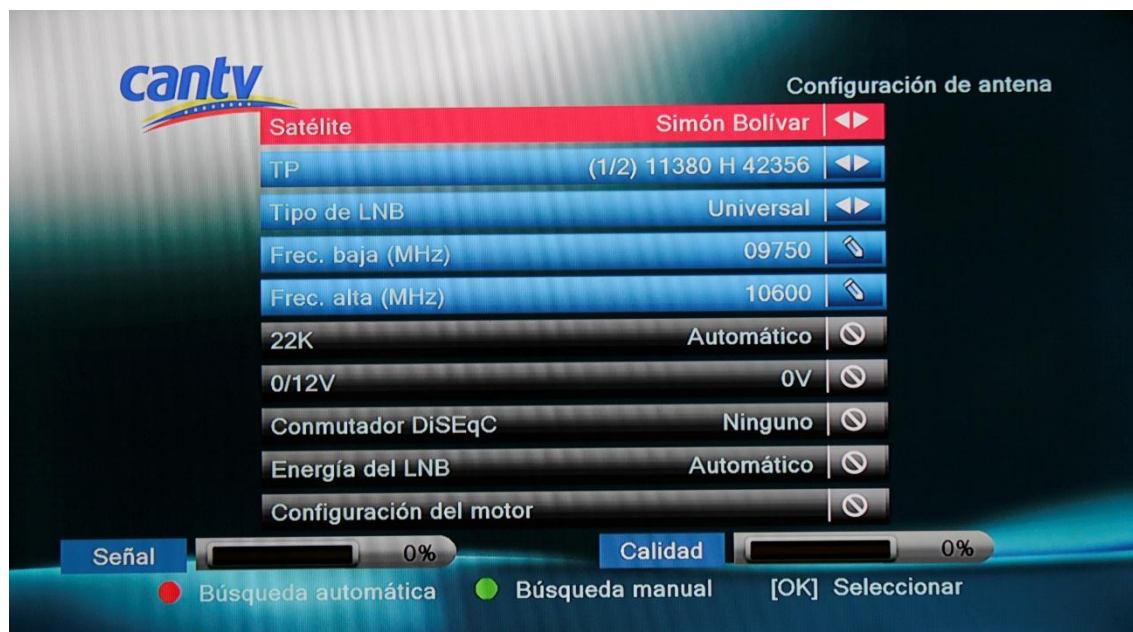 cantv
Configuración de antena
Satélite Simón Bolívar
TP (1/2) 11380 H 42356
Tipo de LNB Universal
Frec. baja (MHz) 09750
Frec. alta (MHz) 10600
22K Automático
0/12V 0V
Conmutador DiSEqC Ninguno
Energía del LNB Automático
Configuración del motor
Señal 0% Calidad 0%
Búsqueda automática Búsqueda manual [OK] Seleccionar